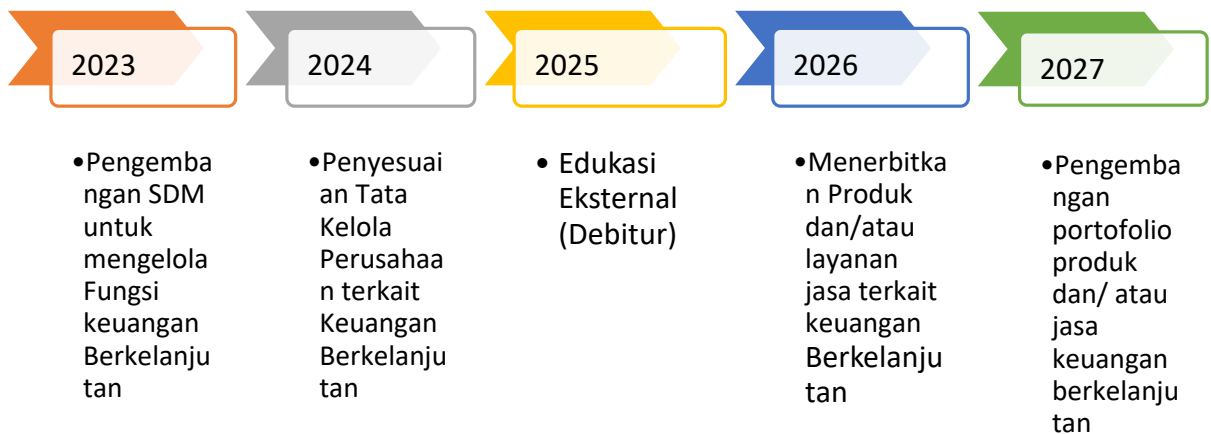 2023
•Pengemba
ngan SDM
untuk
mengelola
Fungsi
keuangan
Berkelanju
tan
2024
•Penyesuai
an Tata
Kelola
Perusahaa
n terkait
Keuangan
Berkelanju
tan
2025
• Edukasi
Eksternal
(Debitur)
2026
•Menerbitka
n Produk
dan/atau
layanan
jasa terkait
keuangan
Berkelanju
tan
2027
•Pengemba
ngan
portofolio
produk
dan/ atau
jasa
keuangan
berkelanju
tan